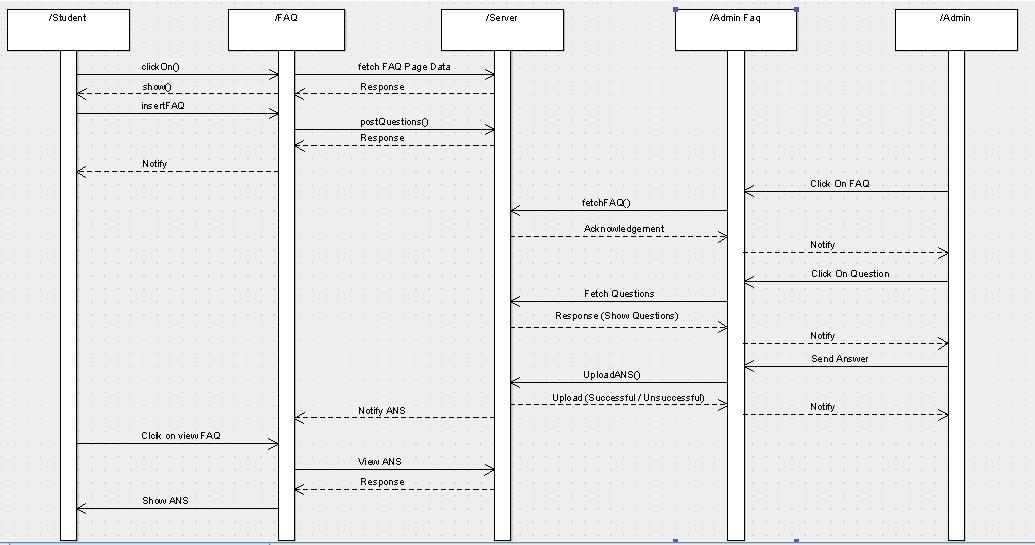 /Student
/FAQ
/Server
/Admin Faq
/Admin
clickOn()
fetch FAQ Page Data
show()
Response
insertFAQ
postQuestions()
Response
Notify
Click On FAQ
fetchFAQ()
Acknowledgement
Notify
Click On Question
Fetch Questions
Response (Show Questions)
Notify
Send Answer
UploadANS()
Upload (Successful / Unsuccessful)
Notify
Notify ANS
Clcik on view FAQ
View ANS
Response
Show ANS